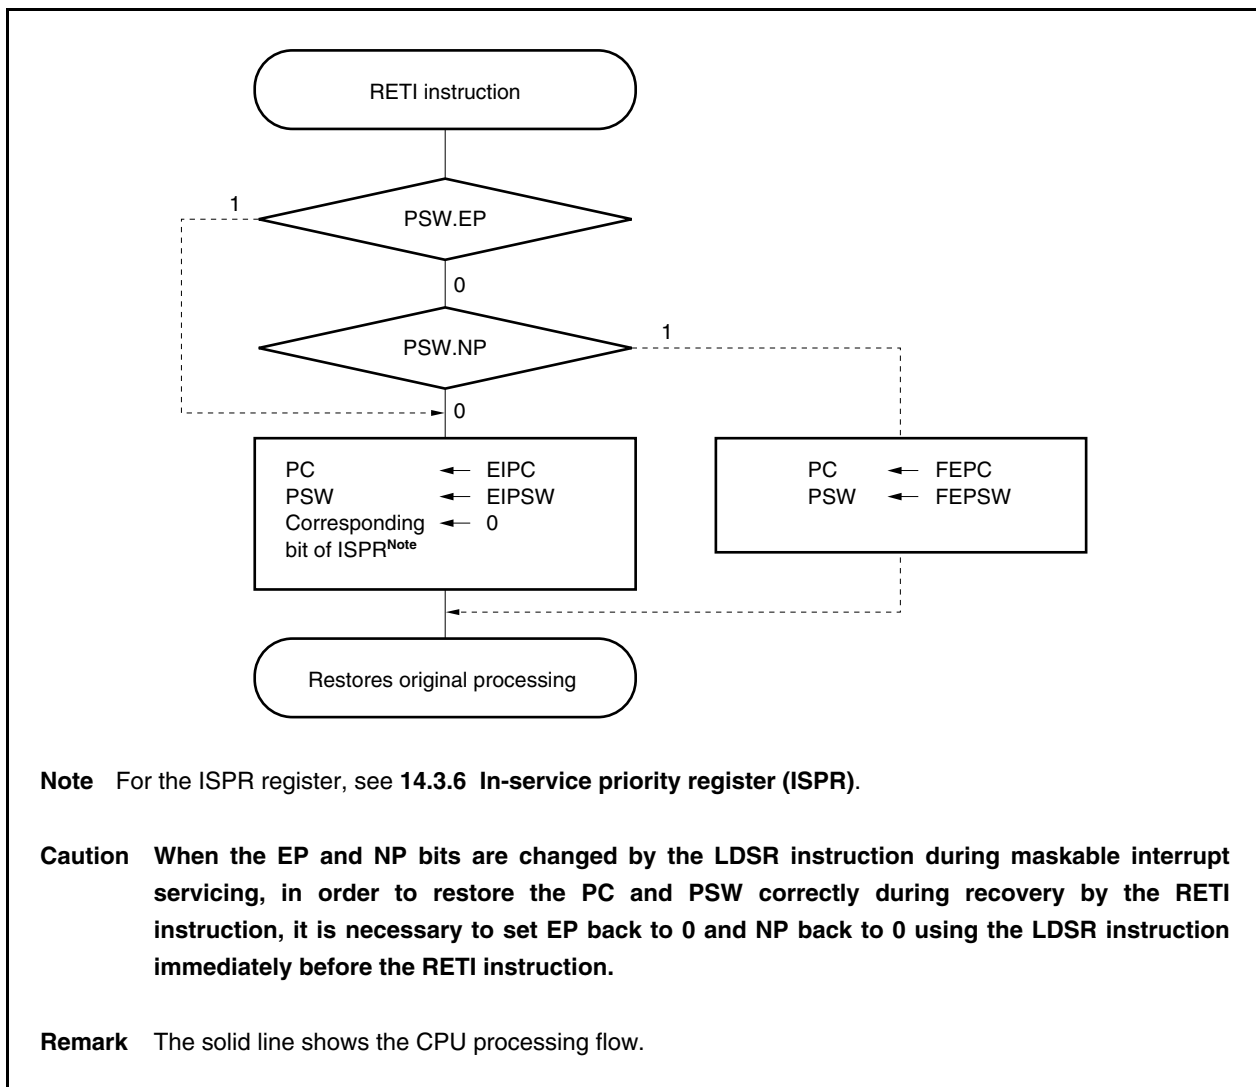 RETI instruction
1
PSW.EP
0
1
PSW.NP
0
PC ← EIPC
PSW ← EIPSW
Corresponding ← 0
bit of ISPRNote
PC ← FEPC
PSW ← FEPSW
Restores original processing
Note For the ISPR register, see 14.3.6 In-service priority register (ISPR).
Caution When the EP and NP bits are changed by the LDSR instruction during maskable interrupt
servicing, in order to restore the PC and PSW correctly during recovery by the RETI
instruction, it is necessary to set EP back to 0 and NP back to 0 using the LDSR instruction
immediately before the RETI instruction.
Remark The solid line shows the CPU processing flow.